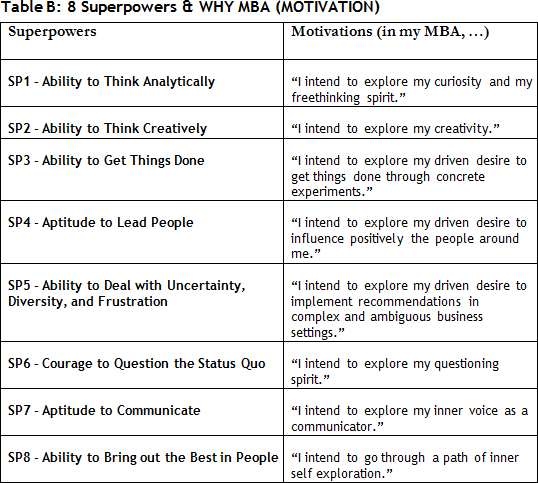 Table B: 8 Superpowers & WHY MBA (MOTIVATION)
Superpowers
Motivations (in my MBA, …)
SP1 - Ability to Think Analytically
“I intend to explore my curiosity and my
freethinking spirit.”
SP2 - Ability to Think Creatively
“I intend to explore my creativity.”
SP3 - Ability to Get Things Done
“I intend to explore my driven desire to
get things done through concrete
experiments.”
SP4 - Aptitude to Lead People
“I intend to explore my driven desire to
influence positively the people around
me.”
SP5 - Ability to Deal with Uncertainty,
Diversity, and Frustration
“I intend to explore my driven desire to
implement recommendations in
complex and ambiguous business
settings.”
SP6 - Courage to Question the Status Quo
“I intend to explore my questioning
spirit.”
SP7 - Aptitude to Communicate
“I intend to explore my inner voice as a
communicator.”
SP8 - Ability to Bring out the Best in People
“I intend to go through a path of inner
self exploration.”